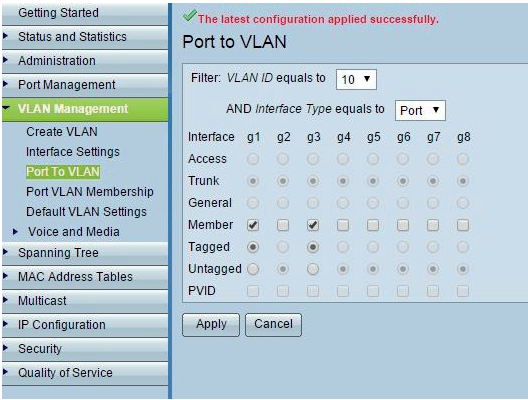 Getting Started
Status and Statistics
Administration
Port Management
VLAN Management
Create VLAN
Interface Settings
Port To VLAN
Port VLAN Membership
Default VLAN Settings
Voice and Media
Spanning Tree
MAC Address Tables
Multicast
IP Configuration
Security
Quality of Service
The latest configuration applied successfully.
Port to VLAN
Filter: VLAN ID equals to 10
AND Interface Type equals to Port
Interface g1 g2 g3 g4 g5 g6 g7 g8
Access
Trunk
General
Member
Tagged
Untagged
PVID
Apply Cancel